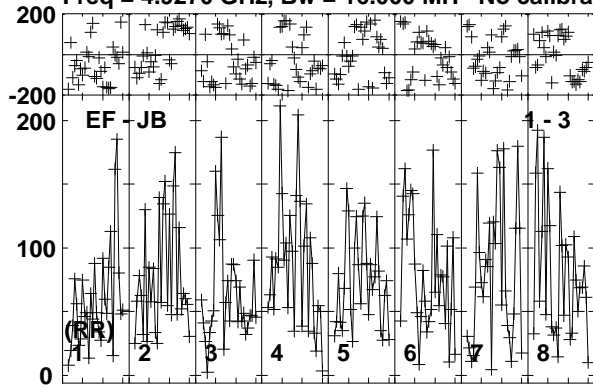 Freq = 4.9270 GHz, Bw = 16.000 MH No calibra
200
-200
200
EF - JB
1 - 3
100
(RR)
1 2 3 4 5 6 7 8
0